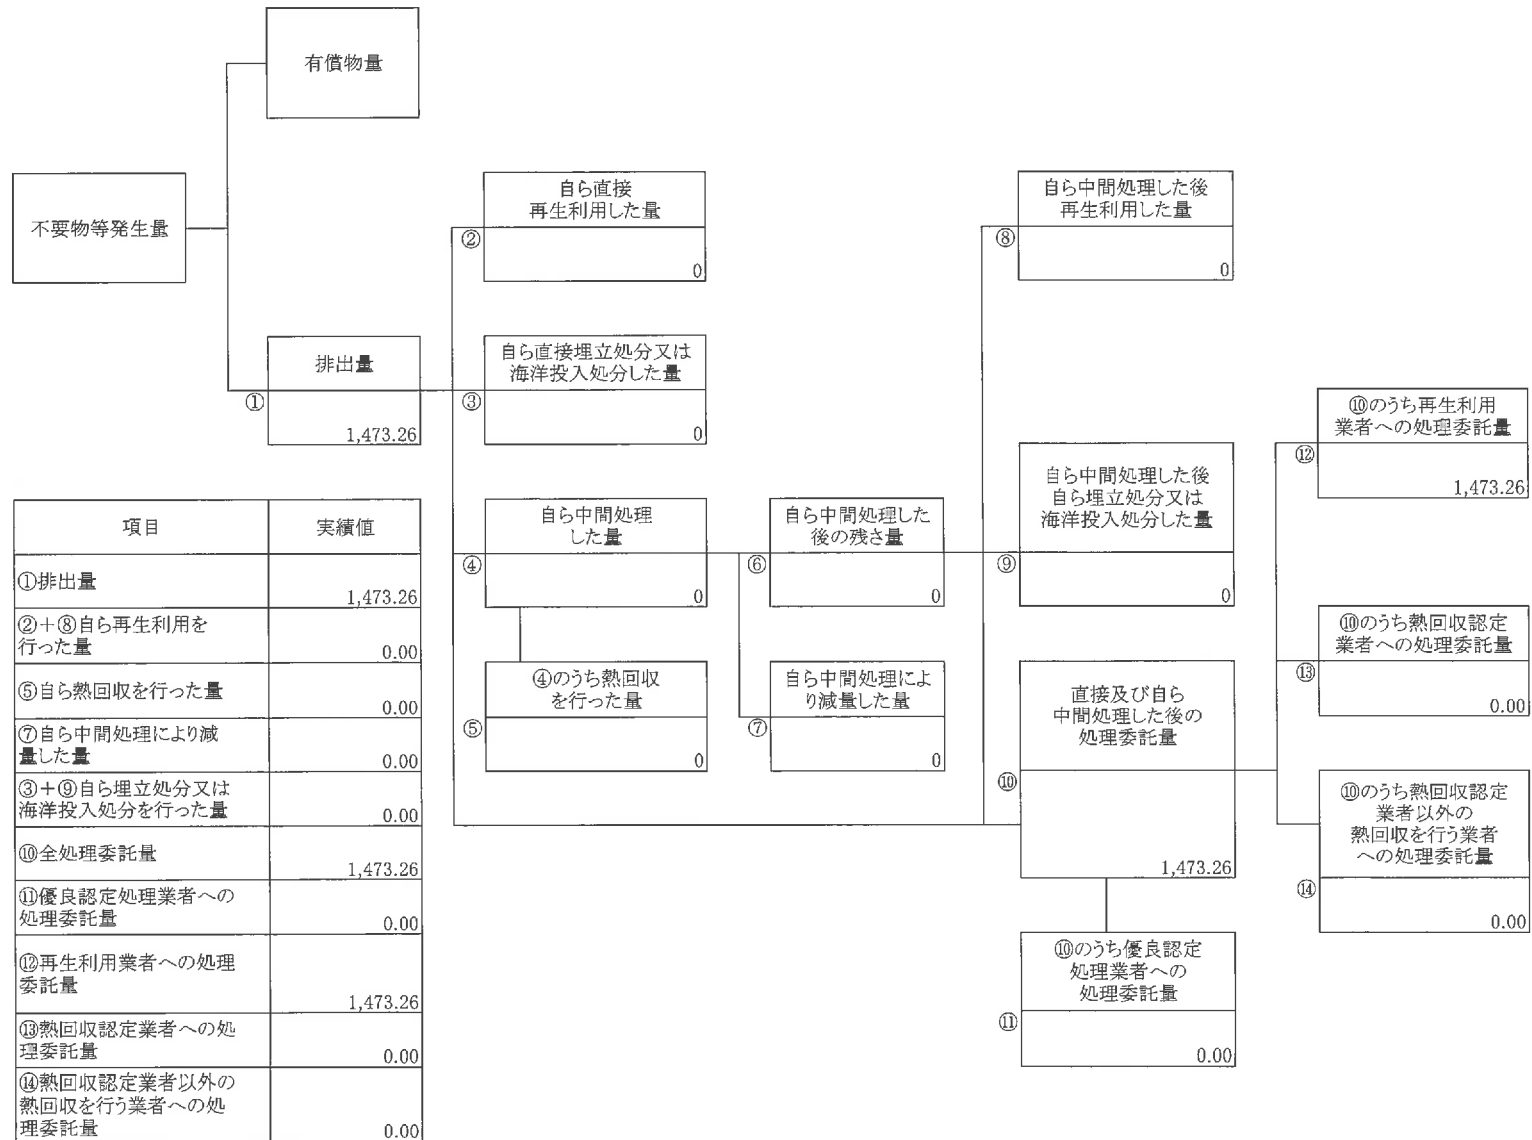 有償物量
不要物等発生量
排出量
①
1,473.26
自ら直接
再生利用した量
②
0
自ら直接埋立処分又は
海洋投入処分した量
③
0
自ら中間処理
した量
④
0
④のうち熱回収
を行った量
⑤
0
自ら中間処理した
後の残さ量
⑥
0
自ら中間処理によ
り減量した量
⑦
0
自ら中間処理した後
再生利用した量
⑧
0
自ら中間処理した後
自ら埋立処分又は
海洋投入処分した量
⑨
0
直接及び自ら
中間処理した後の
処理委託量
⑩
1,473.26
⑩のうち優良認定
処理業者への
処理委託量
⑪
0.00
⑩のうち再生利用
業者への処理委託量
⑫
1,473.26
⑩のうち熱回収認定
業者への処理委託量
⑬
0.00
⑩のうち熱回収認定
業者以外の
熱回収を行う業者
への処理委託量
⑭
0.00
項目 実績値
①排出量
1,473.26
②+⑧自ら再生利用を
行った量
0.00
⑤自ら熱回収を行った量
0.00
⑦自ら中間処理により減
量した量
0.00
③+⑨自ら埋立処分又は
海洋投入処分を行った量
0.00
⑩全処理委託量
1,473.26
⑪優良認定処理業者への
処理委託量
0.00
⑫再生利用業者への処理
委託量
1,473.26
⑬熱回収認定業者への処
理委託量
0.00
⑭熱回収認定業者以外の
熱回収を行う業者への処
理委託量
0.00